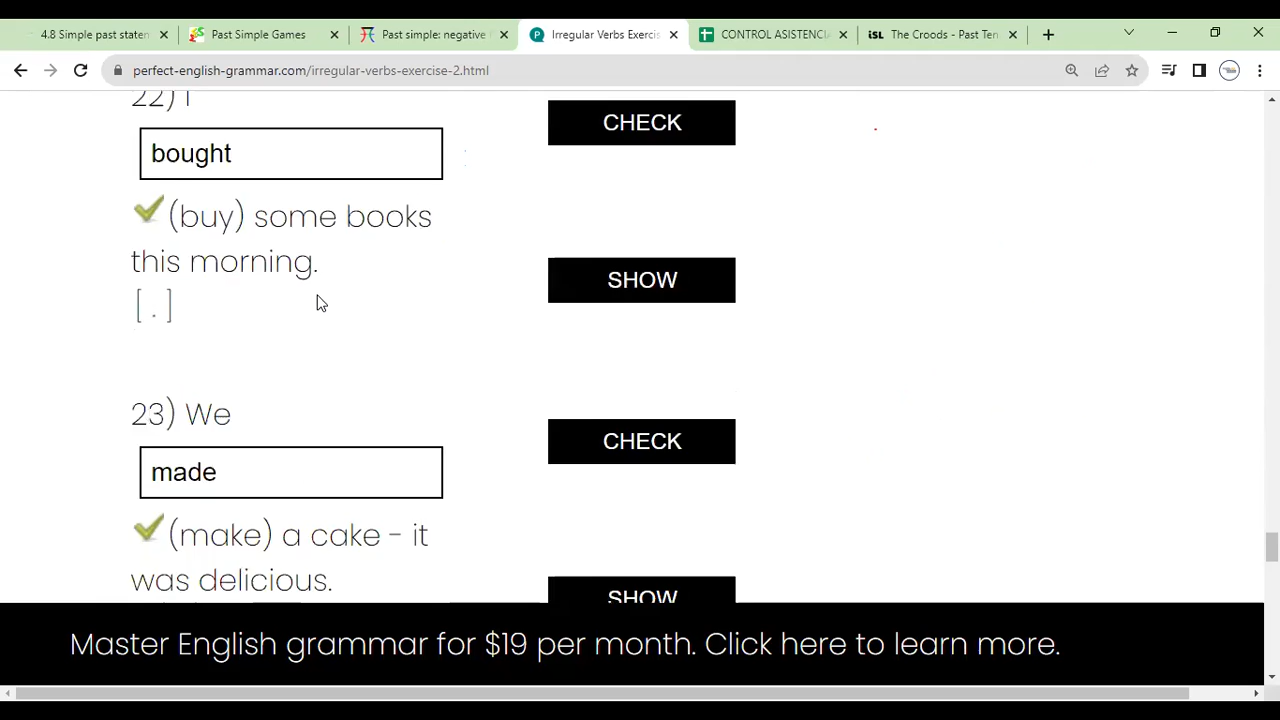 4.8 Simple past staten
Past Simple Games
Past simple: negative
Irregular Verbs Exercis
CONTROL ASISTENCIA
iSL The Croods - Past Ten
perfect-english-grammar.com/irregular-verbs-exercise-2.html
22) I
CHECK
bought
(buy) some books
this morning.
SHOW
[ . ]
23) We
CHECK
made
(make) a cake - it
was delicious.
SHOW
Master English grammar for $19 per month. Click here to learn more.